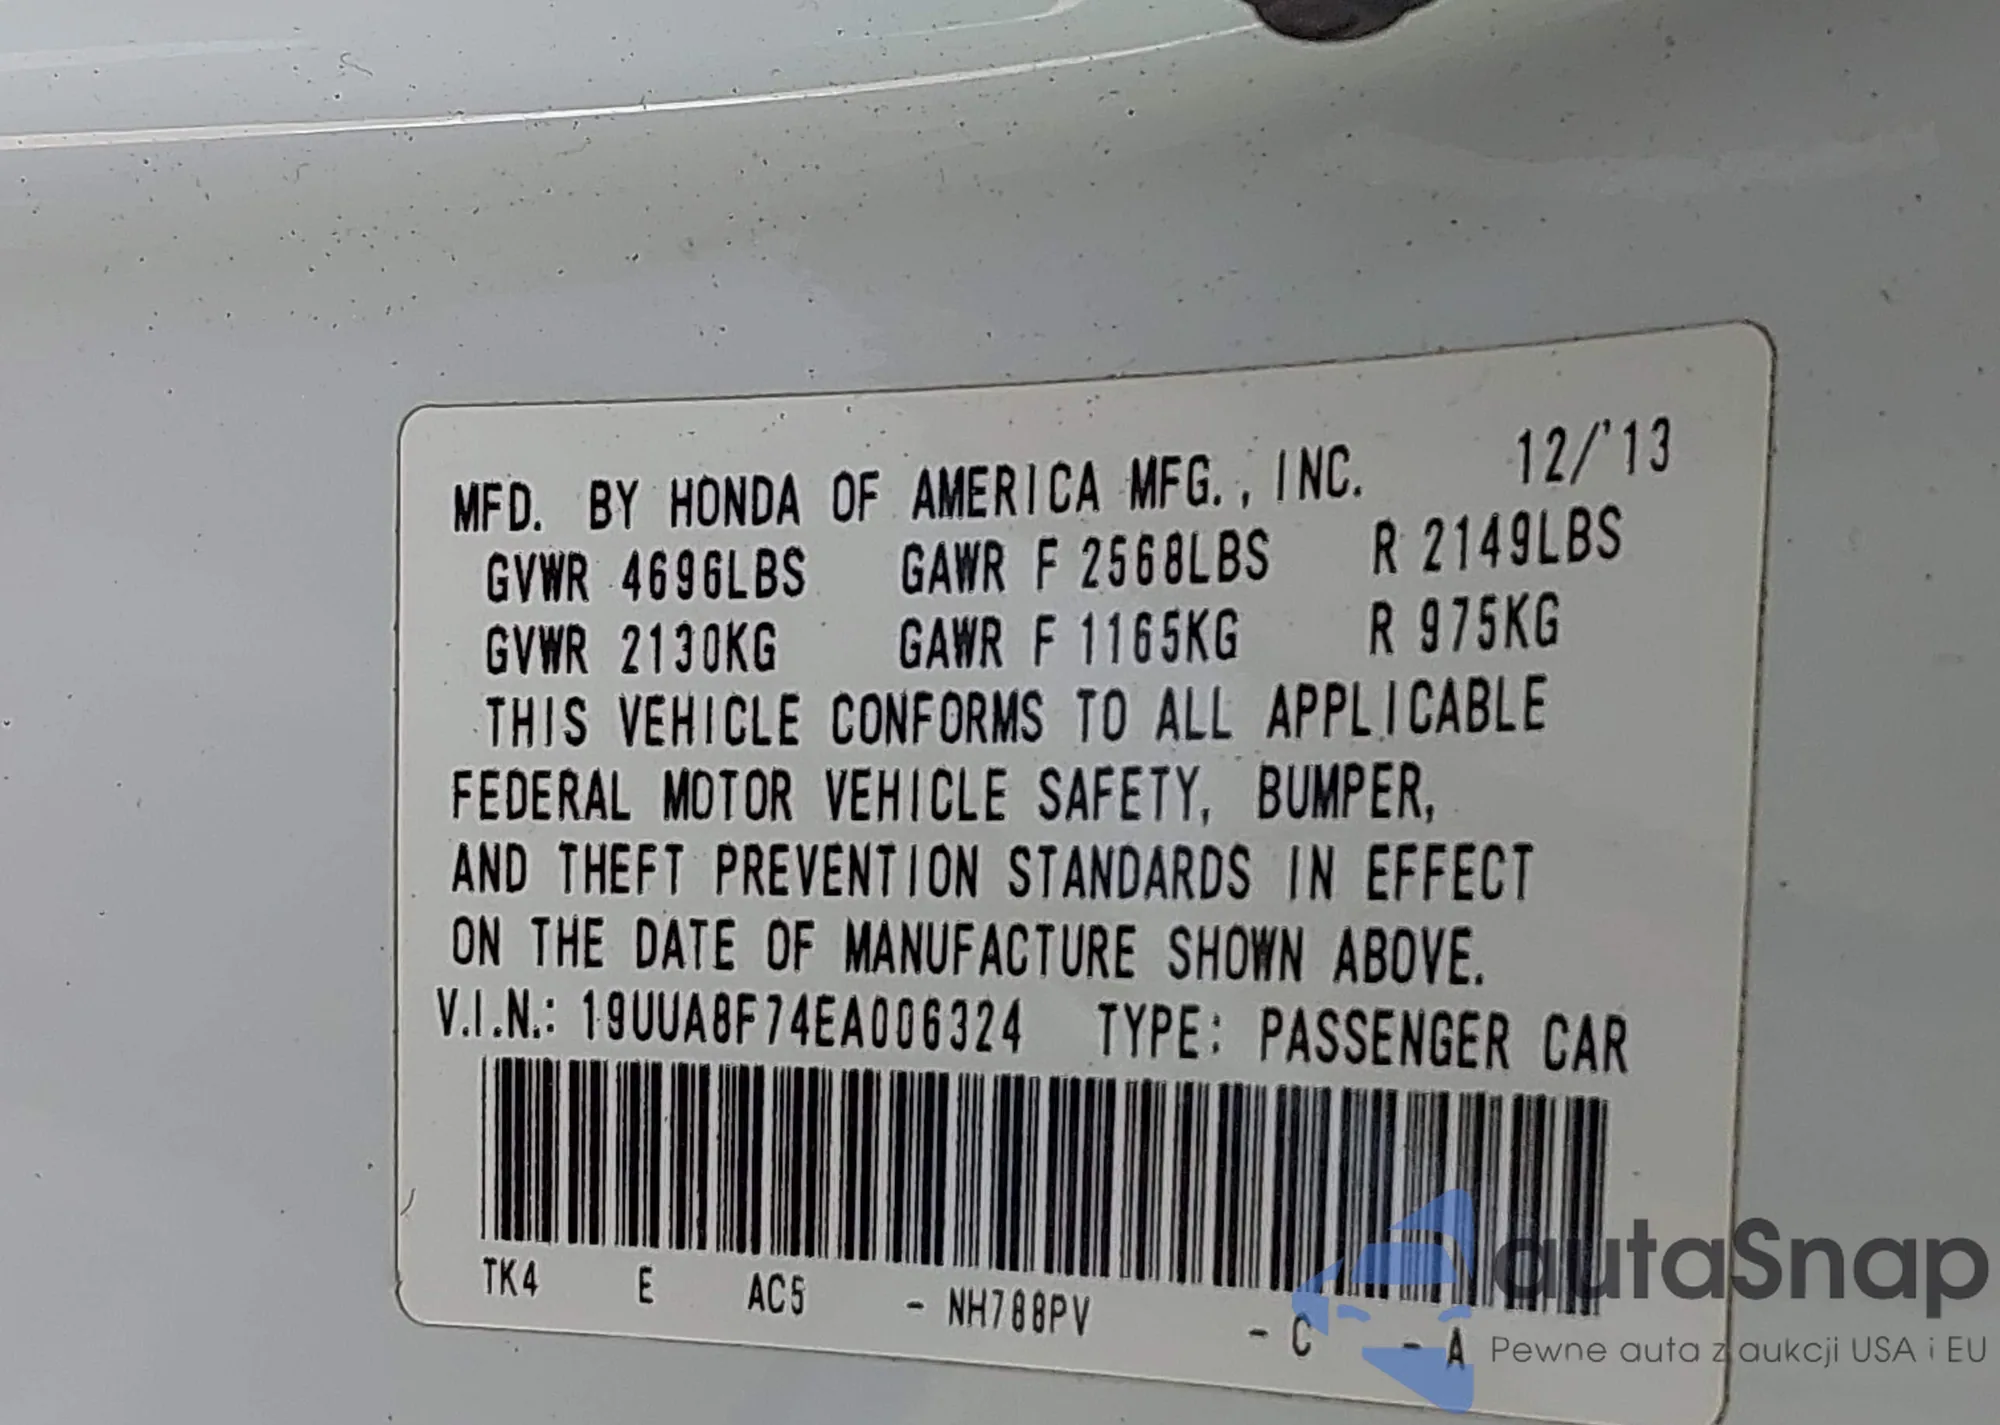 MFD. BY HONDA OF AMERICA MFG., INC. 12/'13
GVWR 4696LBS GAWR F 2568LBS R 2149LBS
GVWR 2130KG GAWR F 1165KG R 975KG
THIS VEHICLE CONFORMS TO ALL APPLICABLE
FEDERAL MOTOR VEHICLE SAFETY, BUMPER,
AND THEFT PREVENTION STANDARDS IN EFFECT
ON THE DATE OF MANUFACTURE SHOWN ABOVE.
V.I.N.: 19UUA8F74EA006324 TYPE: PASSENGER CAR
TK4 E AC5 - NH788PV - C - A
autaSnap
Pewne auta z aukcji USA i EU